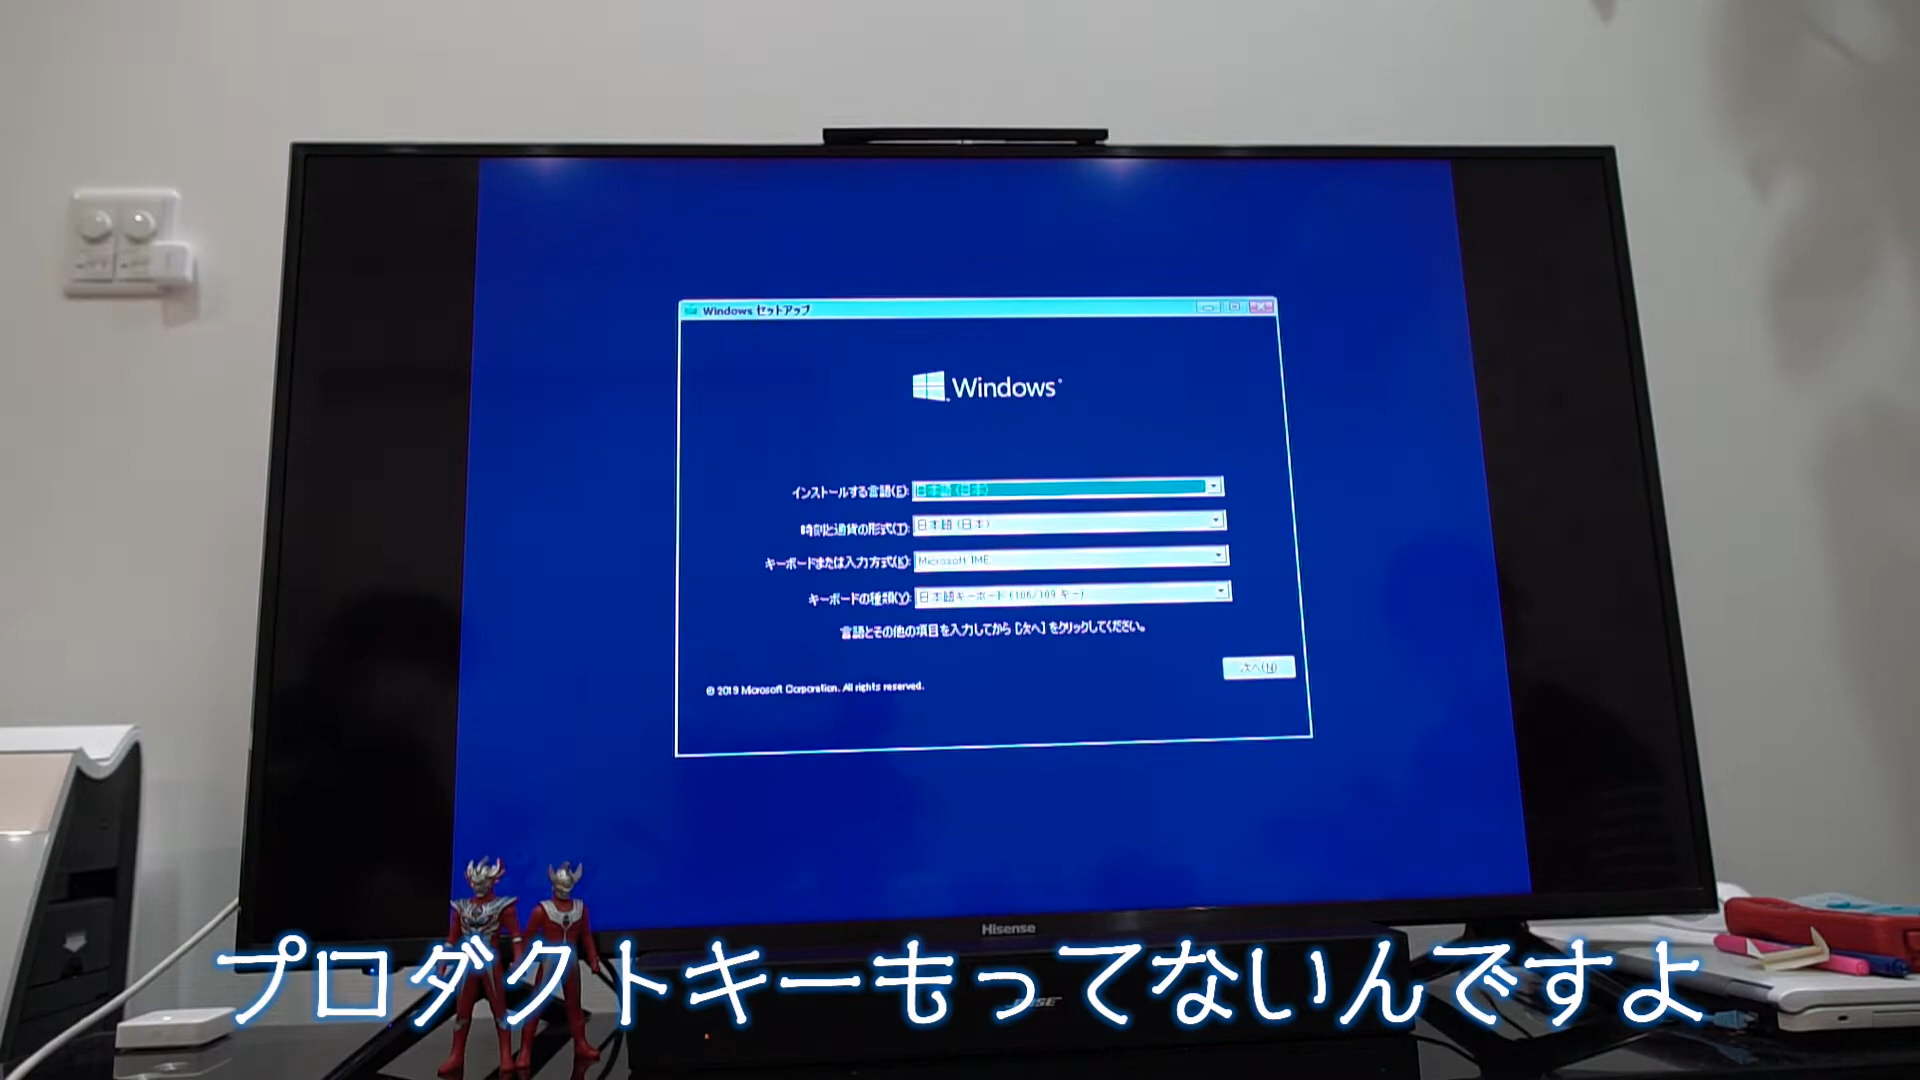 Windows セットアップ
Windows
インストールする言語(E): 日本語 (日本)
時刻と通貨の形式(T): 日本語 (日本)
キーボードまたは入力方式(K): Microsoft IME
キーボードの種類(Y): 日本語キーボード (106/109 キー)
言語とその他の項目を入力してから [次へ] をクリックしてください。
次へ(N)
© 2019 Microsoft Corporation. All rights reserved.
Hisense
BOSE
プロダクトキーもってないんですよ